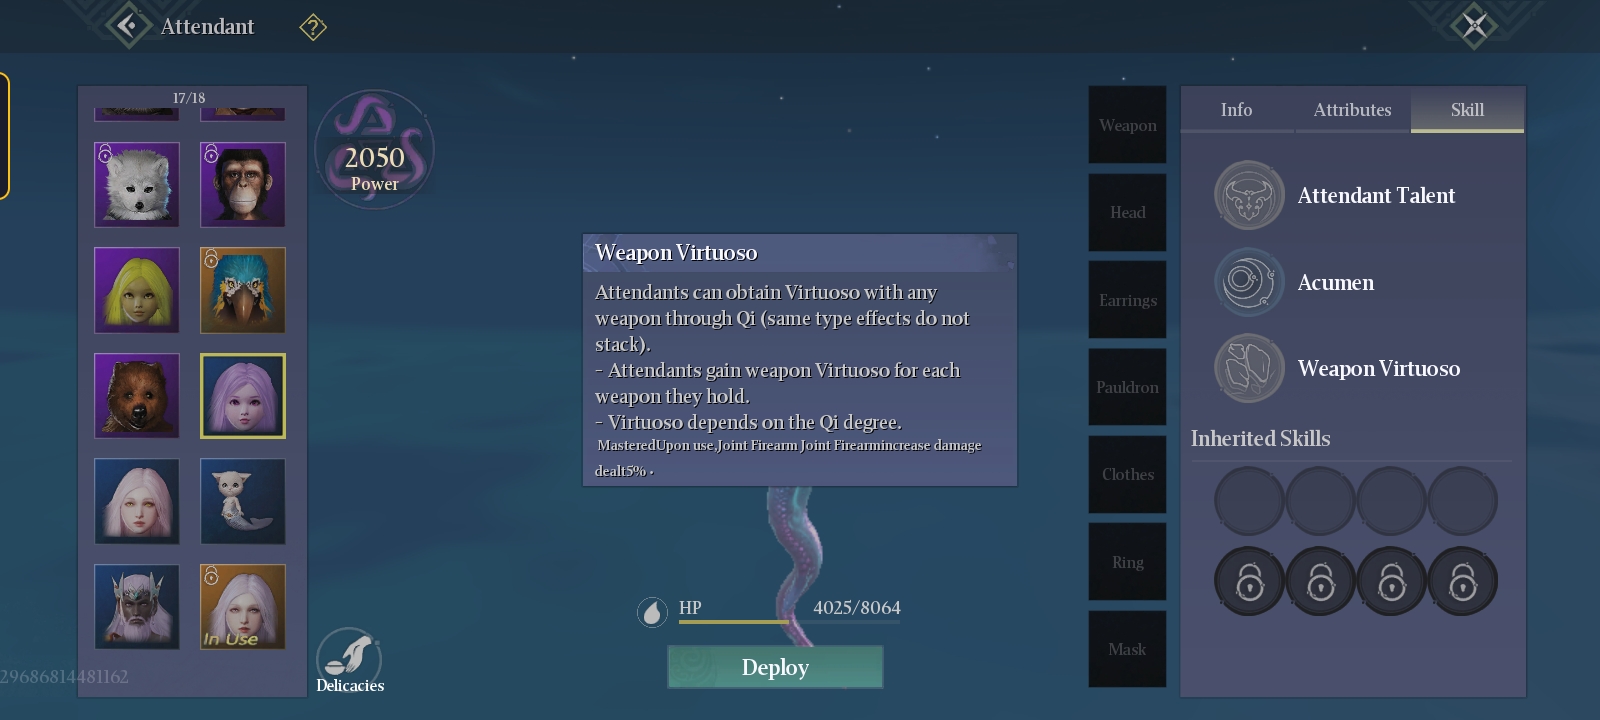 Attendant
?
17/18
2050
Power
In Use
29686814481162
Delicacies
Weapon Virtuoso
Attendants can obtain Virtuoso with any
weapon through Qi (same type effects do not
stack).
- Attendants gain weapon Virtuoso for each
weapon they hold.
- Virtuoso depends on the Qi degree.
MasteredUpon use,Joint Firearm Joint Firearmincrease damage
dealt5% .
HP 4025/8064
Deploy
Weapon
Head
Earrings
Pauldron
Clothes
Ring
Mask
Info Attributes Skill
Attendant Talent
Acumen
Weapon Virtuoso
Inherited Skills